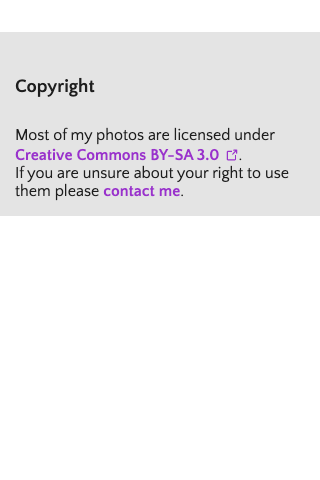 Copyright
Most of my photos are licensed under
Creative Commons BY-SA 3.0 .
If you are unsure about your right to use
them please contact me.